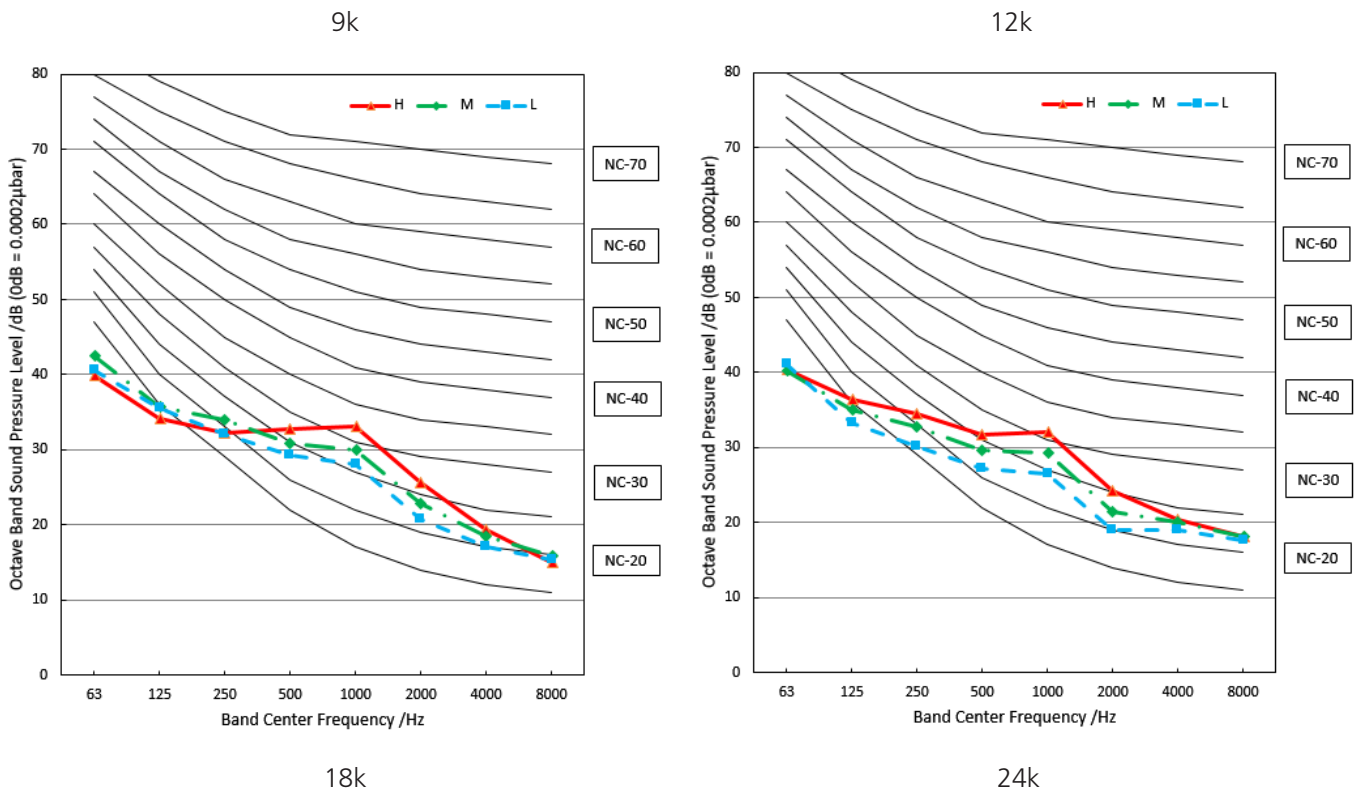 9k
12k
80
70
60
50
40
30
20
10
0
Octave Band Sound Pressure Level /dB (0dB = 0.0002μbar)
H M L
NC-70
NC-60
NC-50
NC-40
NC-30
NC-20
63 125 250 500 1000 2000 4000 8000
Band Center Frequency /Hz
80
70
60
50
40
30
20
10
0
Octave Band Sound Pressure Level /dB (0dB = 0.0002μbar)
H M L
NC-70
NC-60
NC-50
NC-40
NC-30
NC-20
63 125 250 500 1000 2000 4000 8000
Band Center Frequency /Hz
18k
24k